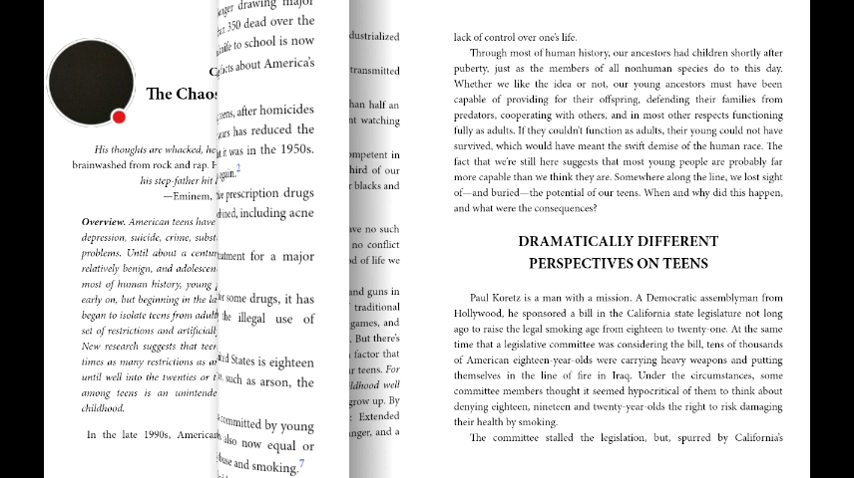 The Chaos
His thoughts are whacked, he
brainwashed from rock and rap.
his step-father hit
—Eminem,
Overview. American teens have
depression, suicide, crime, subst
problems. Until about a centur
relatively benign, and adolescen
most of human history, young
early on, but beginning in the la
began to isolate teens from adult
set of restrictions and artificiall
New research suggests that teen
times as many restrictions as
until well into the twenties or
among teens is an unintende
childhood.
In the late 1990s, American
drawing major
350 dead over the
to school is now
facts about America's
teens, after homicides
has reduced the
it was in the 1950s.
again.2
prescription drugs
including acne
treatment for a major
some drugs, it has
the illegal use of
States is eighteen
such as arson, the
committed by young
also now equal or
and smoking.7
dustrialized
transmitted
han half an
nt watching
ompetent in
hird of our
blacks and
ave no such
no conflict
of life we
and guns in
traditional
games, and
But there's
factor that
teens. For
ldhood well
grow up. By
Extended
nger, and a
lack of control over one's life.
Through most of human history, our ancestors had children shortly after
puberty, just as the members of all nonhuman species do to this day.
Whether we like the idea or not, our young ancestors must have been
capable of providing for their offspring, defending their families from
predators, cooperating with others, and in most other respects functioning
fully as adults. If they couldn't function as adults, their young could not have
survived, which would have meant the swift demise of the human race. The
fact that we're still here suggests that most young people are probably far
more capable than we think they are. Somewhere along the line, we lost sight
of—and buried—the potential of our teens. When and why did this happen,
and what were the consequences?
DRAMATICALLY DIFFERENT
PERSPECTIVES ON TEENS
Paul Koretz is a man with a mission. A Democratic assemblyman from
Hollywood, he sponsored a bill in the California state legislature not long
ago to raise the legal smoking age from eighteen to twenty-one. At the same
time that a legislative committee was considering the bill, tens of thousands
of American eighteen-year-olds were carrying heavy weapons and putting
themselves in the line of fire in Iraq. Under the circumstances, some
committee members thought it seemed hypocritical of them to think about
denying eighteen, nineteen and twenty-year-olds the right to risk damaging
their health by smoking.
The committee stalled the legislation, but, spurred by California's